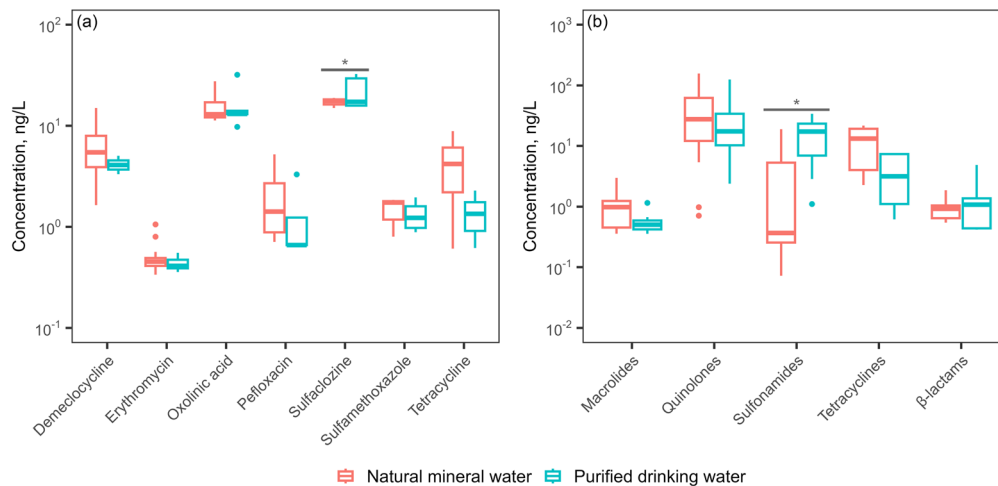 (a)
Concentration, ng/L
10²
10¹
10⁰
10⁻¹
Demeclocycline
Erythromycin
Oxolinic acid
Pefloxacin
Sulfaclozine
Sulfamethoxazole
Tetracycline
*
(b)
Concentration, ng/L
10³
10²
10¹
10⁰
10⁻¹
10⁻²
Macrolides
Quinolones
Sulfonamides
Tetracyclines
β-lactams
*
Natural mineral water Purified drinking water